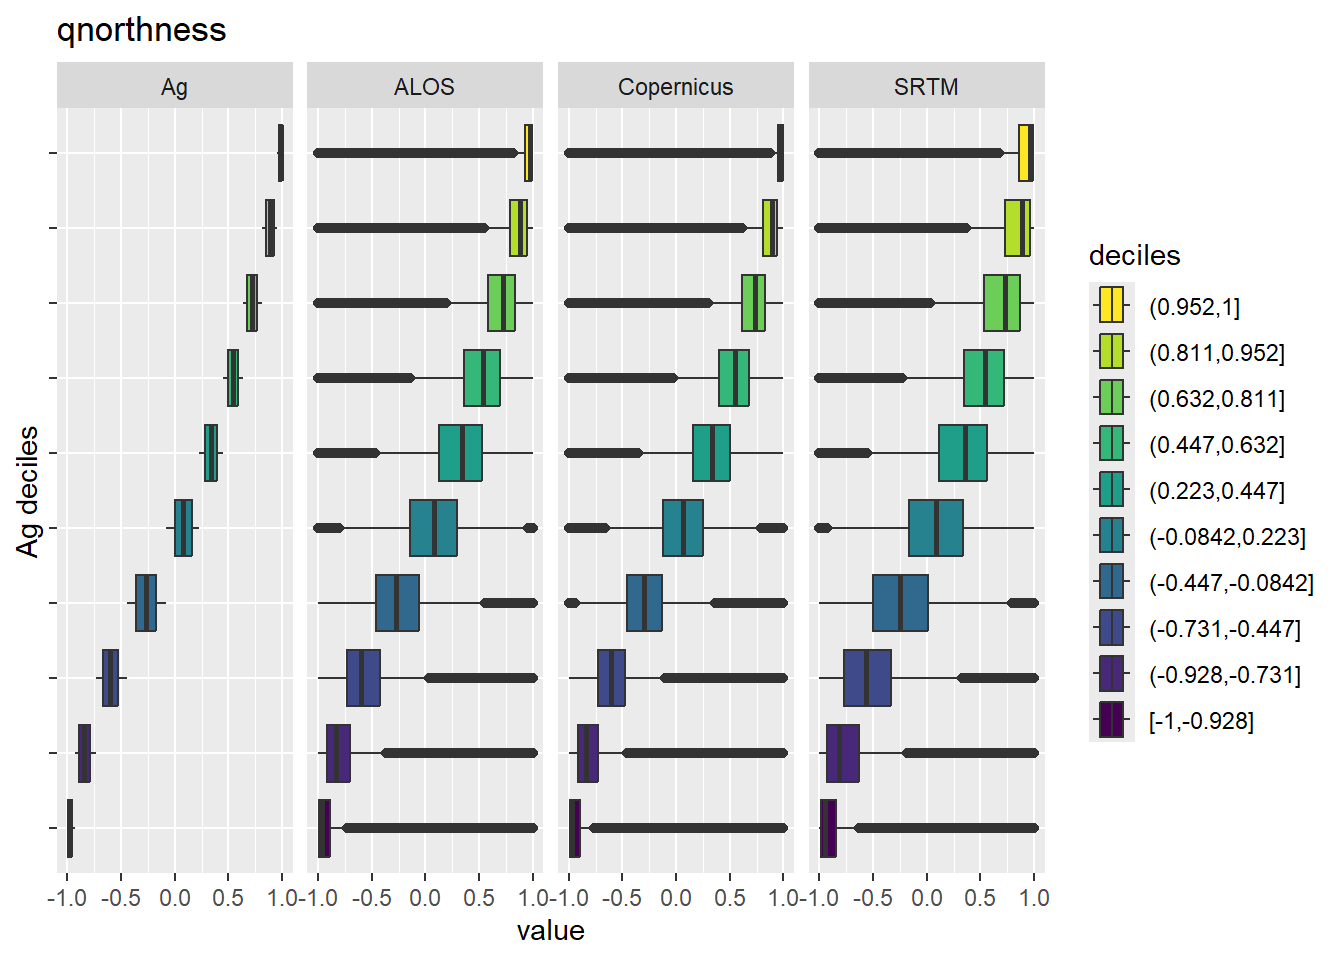 qnorthness
Ag ALOS Copernicus SRTM
Ag deciles
-1.0 -0.5 0.0 0.5 1.0 -1.0 -0.5 0.0 0.5 1.0 -1.0 -0.5 0.0 0.5 1.0 -1.0 -0.5 0.0 0.5 1.0
value
deciles
(0.952,1]
(0.811,0.952]
(0.632,0.811]
(0.447,0.632]
(0.223,0.447]
(-0.0842,0.223]
(-0.447,-0.0842]
(-0.731,-0.447]
(-0.928,-0.731]
[-1,-0.928]